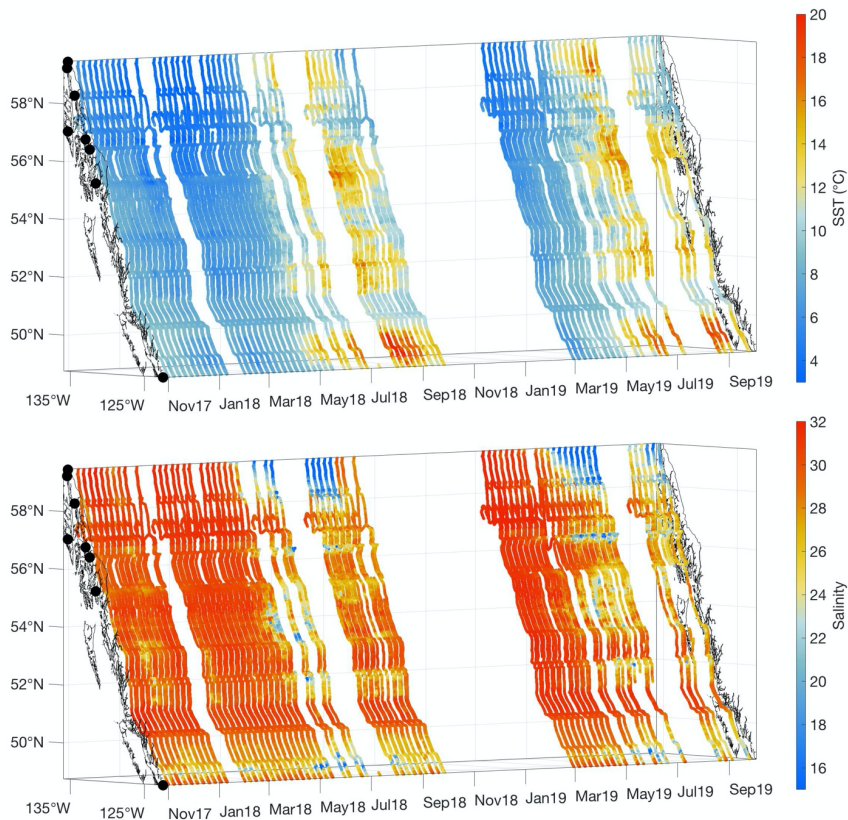 20
18
16
14
12
10
8
6
4
SST (°C)
58°N
56°N
54°N
52°N
50°N
135°W
125°W
Nov17 Jan18 Mar18 May18 Jul18 Sep18 Nov18 Jan19 Mar19 May19 Jul19 Sep19
32
30
28
26
24
22
20
18
16
Salinity
58°N
56°N
54°N
52°N
50°N
135°W
125°W
Nov17 Jan18 Mar18 May18 Jul18 Sep18 Nov18 Jan19 Mar19 May19 Jul19 Sep19